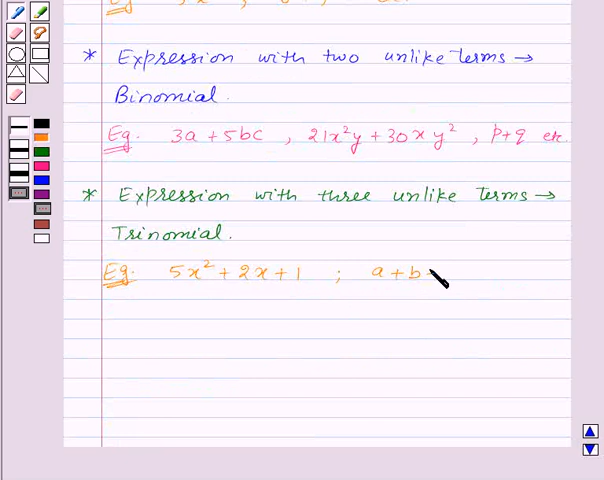 Eg
* Expression with two unlike Terms →
Binomial.
Eg. 3a + 5bc , 21x²y + 30xy² , p+q etc.
* Expression with three unlike terms →
Trinomial.
Eg. 5x² + 2x + 1 ; a + b